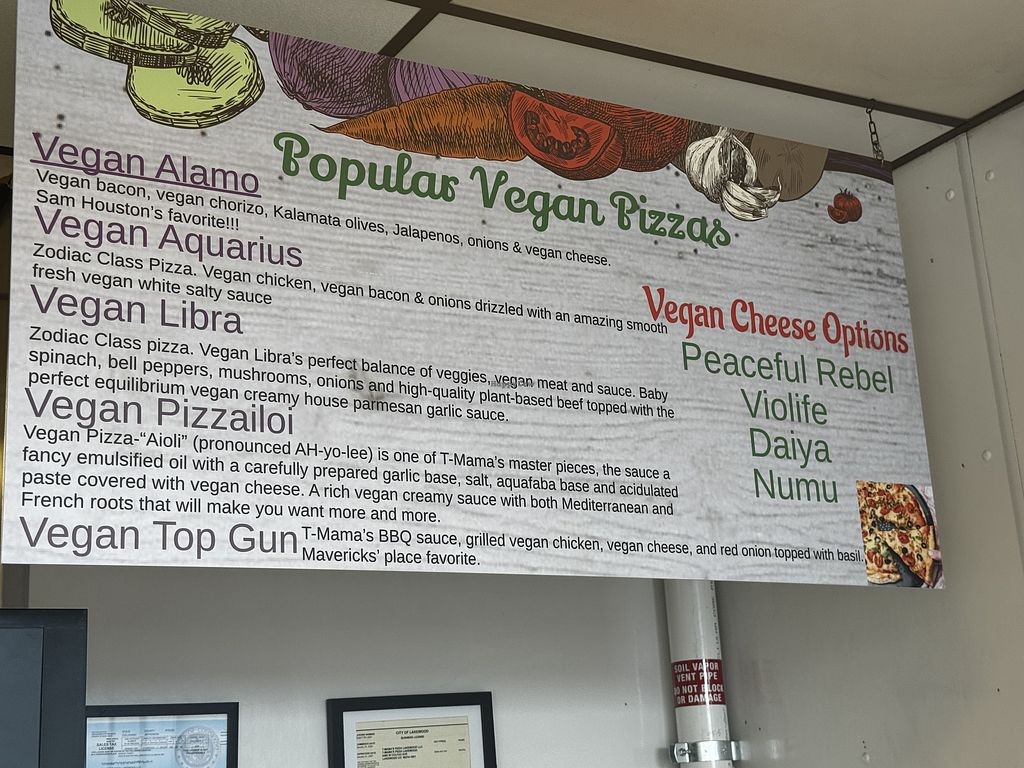 Popular Vegan Pizzas
Vegan Alamo
Vegan bacon, vegan chorizo, Kalamata olives, Jalapenos, onions & vegan cheese.
Sam Houston's favorite!!!
Vegan Aquarius
Zodiac Class Pizza. Vegan chicken, vegan bacon & onions drizzled with an amazing smooth
fresh vegan white salty sauce
Vegan Libra
Zodiac Class pizza. Vegan Libra's perfect balance of veggies, vegan meat and sauce. Baby
spinach, bell peppers, mushrooms, onions and high-quality plant-based beef topped with the
perfect equilibrium vegan creamy house parmesan garlic sauce.
Vegan Pizzailoi
Vegan Pizza-“Aioli” (pronounced AH-yo-lee) is one of T-Mama's master pieces, the sauce a
fancy emulsified oil with a carefully prepared garlic base, salt, aquafaba base and acidulated
paste covered with vegan cheese. A rich vegan creamy sauce with both Mediterranean and
French roots that will make you want more and more.
Vegan Top Gun
T-Mama's BBQ sauce, grilled vegan chicken, vegan cheese, and red onion topped with basil.
Mavericks' place favorite.
Vegan Cheese Options
Peaceful Rebel
Violife
Daiya
Numu
SOIL VAPOR
VENT PIPE
DO NOT BLOCK
OR DAMAGE
SALES TAX
LICENSE
CITY OF LAKEWOOD
BUSINESS LICENSE